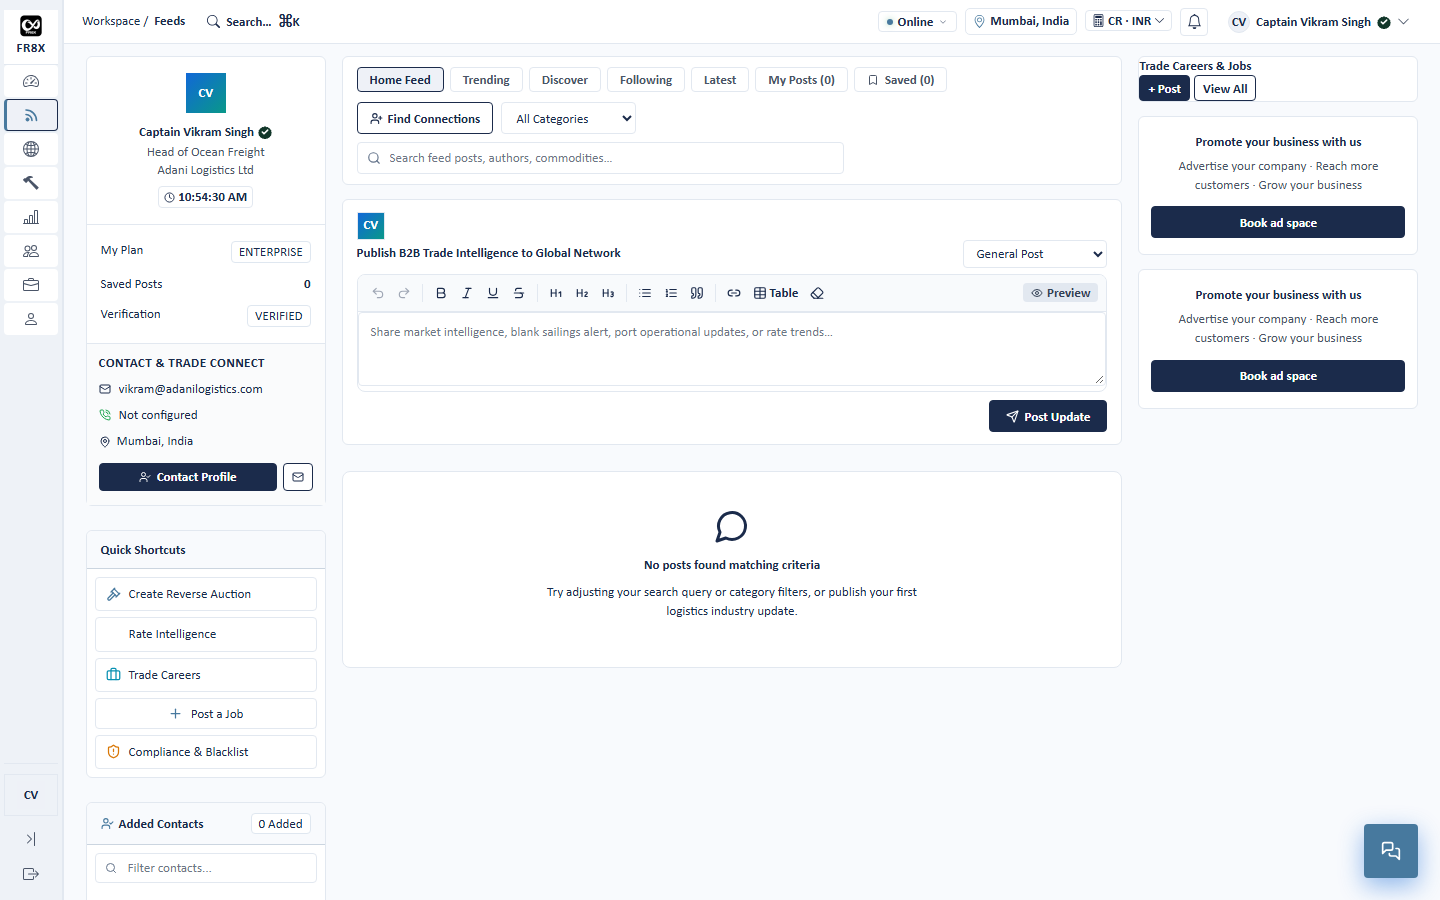 FR8X
Workspace / Feeds
Search... ⌘K
Online
Mumbai, India
CR · INR
CV Captain Vikram Singh
CV
Captain Vikram Singh
Head of Ocean Freight
Adani Logistics Ltd
10:54:30 AM
My Plan ENTERPRISE
Saved Posts 0
Verification VERIFIED
CONTACT & TRADE CONNECT
vikram@adanilogistics.com
Not configured
Mumbai, India
Contact Profile
Quick Shortcuts
Create Reverse Auction
Rate Intelligence
Trade Careers
Post a Job
Compliance & Blacklist
Added Contacts 0 Added
Filter contacts...
CV
Home Feed Trending Discover Following Latest My Posts (0) Saved (0)
Find Connections All Categories
Search feed posts, authors, commodities...
CV
Publish B2B Trade Intelligence to Global Network
General Post
B I U S H1 H2 H3 Table Preview
Share market intelligence, blank sailings alert, port operational updates, or rate trends...
Post Update
No posts found matching criteria
Try adjusting your search query or category filters, or publish your first
logistics industry update.
Trade Careers & Jobs
+ Post View All
Promote your business with us
Advertise your company · Reach more
customers · Grow your business
Book ad space
Promote your business with us
Advertise your company · Reach more
customers · Grow your business
Book ad space